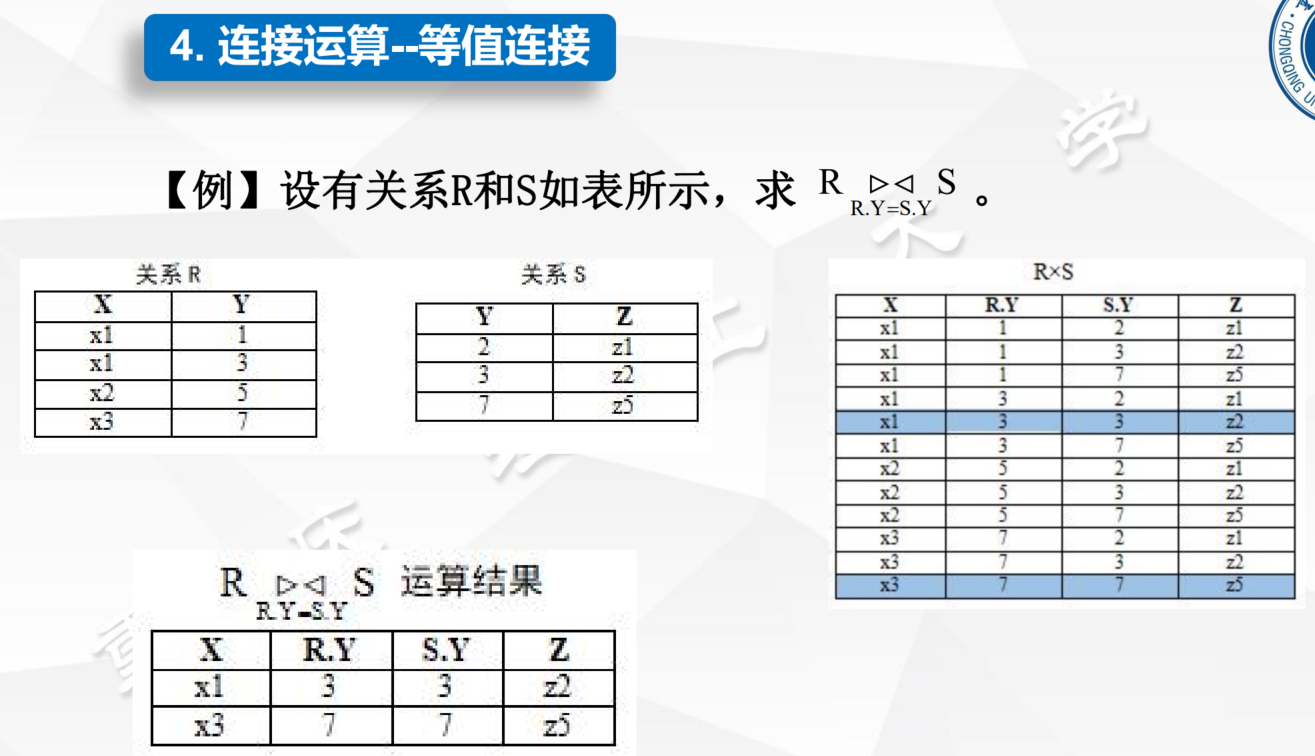 4. 连接运算--等值连接
CHONGQING
【例】设有关系R和S如表所示，求 R ▷◁ S 。
R.Y=S.Y
关系 R
X Y
x1 1
x1 3
x2 5
x3 7
关系 S
Y Z
2 z1
3 z2
7 z5
R×S
X R.Y S.Y Z
x1 1 2 z1
x1 1 3 z2
x1 1 7 z5
x1 3 2 z1
x1 3 3 z2
x1 3 7 z5
x2 5 2 z1
x2 5 3 z2
x2 5 7 z5
x3 7 2 z1
x3 7 3 z2
x3 7 7 z5
R ▷◁ S 运算结果
R.Y=S.Y
X R.Y S.Y Z
x1 3 3 z2
x3 7 7 z5